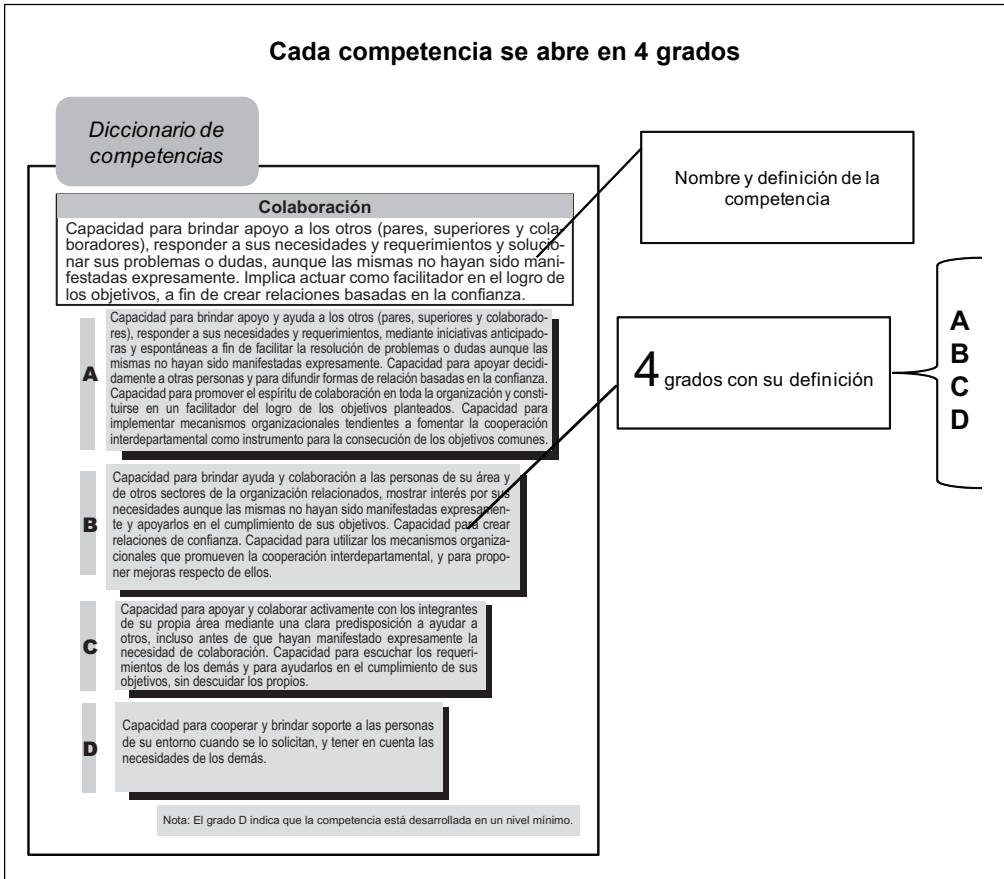 Cada competencia se abre en 4 grados
Diccionario de
competencias
Colaboración
Capacidad para brindar apoyo a los otros (pares, superiores y cola-
boradores), responder a sus necesidades y requerimientos y solucio-
nar sus problemas o dudas, aunque las mismas no hayan sido mani-
festadas expresamente. Implica actuar como facilitador en el logro de
los objetivos, a fin de crear relaciones basadas en la confianza.
A
Capacidad para brindar apoyo y ayuda a los otros (pares, superiores y colaborado-
res), responder a sus necesidades y requerimientos, mediante iniciativas anticipado-
ras y espontáneas a fin de facilitar la resolución de problemas o dudas aunque las
mismas no hayan sido manifestadas expresamente. Capacidad para apoyar decidi-
damente a otras personas y para difundir formas de relación basadas en la confianza.
Capacidad para promover el espíritu de colaboración en toda la organización y consti-
tuirse en un facilitador del logro de los objetivos planteados. Capacidad para
implementar mecanismos organizacionales tendientes a fomentar la cooperación
interdepartamental como instrumento para la consecución de los objetivos comunes.
B
Capacidad para brindar ayuda y colaboración a las personas de su área y
de otros sectores de la organización relacionados, mostrar interés por sus
necesidades aunque las mismas no hayan sido manifestadas expresamen-
te y apoyarlos en el cumplimiento de sus objetivos. Capacidad para crear
relaciones de confianza. Capacidad para utilizar los mecanismos organiza-
cionales que promueven la cooperación interdepartamental, y para propo-
ner mejoras respecto de ellos.
C
Capacidad para apoyar y colaborar activamente con los integrantes
de su propia área mediante una clara predisposición a ayudar a
otros, incluso antes de que hayan manifestado expresamente la
necesidad de colaboración. Capacidad para escuchar los requeri-
mientos de los demás y para ayudarlos en el cumplimiento de sus
objetivos, sin descuidar los propios.
D
Capacidad para cooperar y brindar soporte a las personas
de su entorno cuando se lo solicitan, y tener en cuenta las
necesidades de los demás.
Nota: El grado D indica que la competencia está desarrollada en un nivel mínimo.
Nombre y definición de la
competencia
4 grados con su definición
A
B
C
D